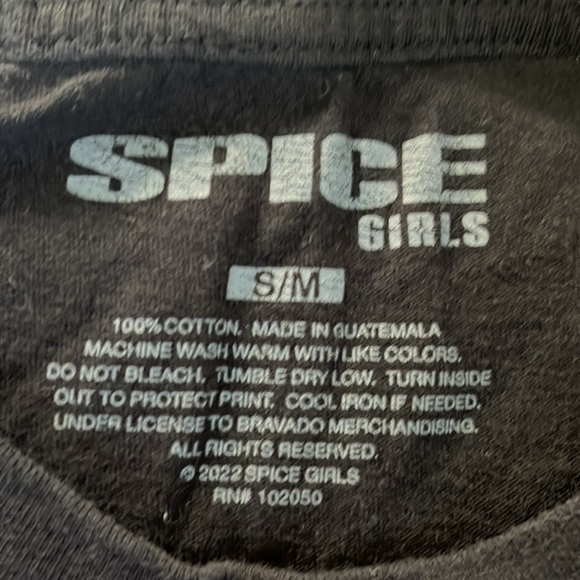 SPICE
GIRLS
S/M
100% COTTON. MADE IN GUATEMALA
MACHINE WASH WARM WITH LIKE COLORS.
DO NOT BLEACH. TUMBLE DRY LOW. TURN INSIDE
OUT TO PROTECT PRINT. COOL IRON IF NEEDED.
UNDER LICENSE TO BRAVADO MERCHANDISING.
ALL RIGHTS RESERVED.
© 2022 SPICE GIRLS
RN# 102050